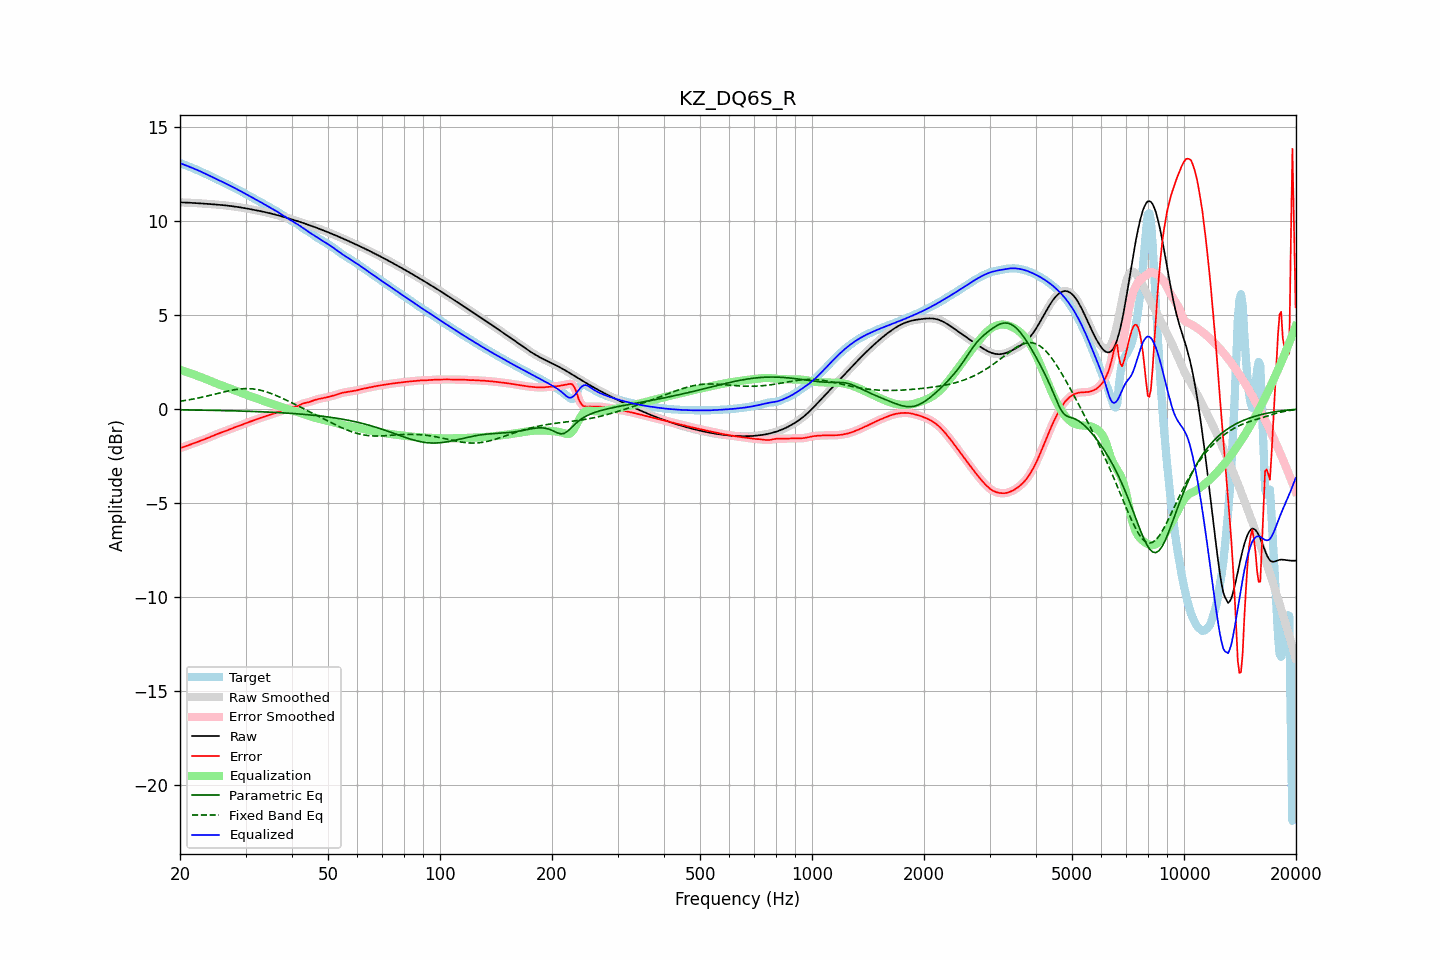 KZ_DQ6S_R
15
10
5
0
−5
−10
−15
−20
Amplitude (dBr)
Target
Raw Smoothed
Error Smoothed
Raw
Error
Equalization
Parametric Eq
Fixed Band Eq
Equalized
20 50 100 200 500 1000 2000 5000 10000 20000
Frequency (Hz)